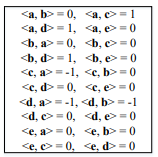 <a, b>= 0, <a, c>= 1
<a, d>= 1, <a, e>= 0
<b, a>= 0, <b, c>= 0
<b, d>= 1, <b, e>= 0
<c, a>= -1, <c, b>= 0
<c, d>= 0, <c, e>= 0
<d, a>= -1, <d, b>= -1
<d, c>= 0, <d, e>= 0
<e, a>= 0, <e, b>= 0
<e, c>= 0, <e, d>= 0